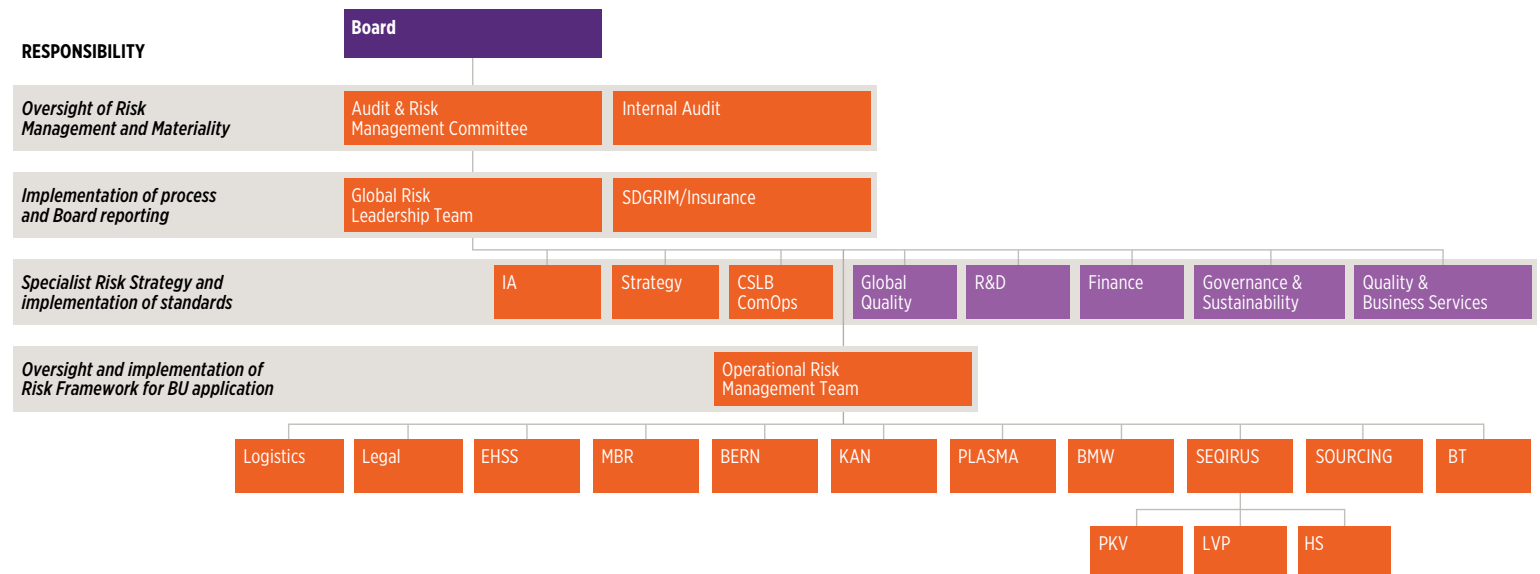 Board
RESPONSIBILITY
Oversight of Risk
Management and Materiality
Audit & Risk
Management Committee
Internal Audit
Implementation of process
and Board reporting
Global Risk
Leadership Team
SDGRIM/Insurance
Specialist Risk Strategy and
implementation of standards
IA
Strategy
CSLB
ComOps
Global
Quality
R&D
Finance
Governance &
Sustainability
Quality &
Business Services
Oversight and implementation of
Risk Framework for BU application
Operational Risk
Management Team
Logistics
Legal
EHSS
MBR
BERN
KAN
PLASMA
BMW
SEQIRUS
SOURCING
BT
PKV
LVP
HS